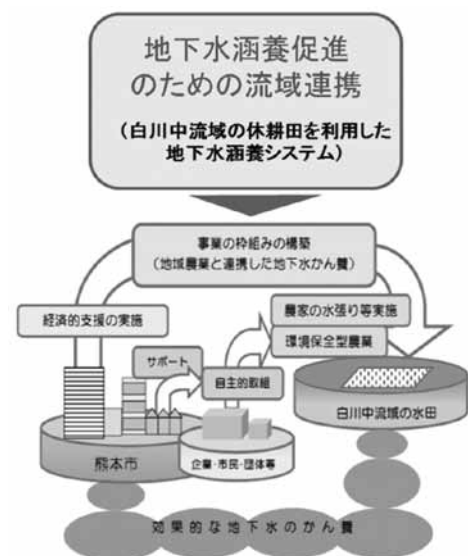 地下水涵養促進
のための流域連携
(白川中流域の休耕田を利用した
地下水涵養システム)
事業の枠組みの構築
(地域農業と連携した地下水かん養)
経済的支援の実施
農家の水張り等実施
サポート
環境保全型農業
自主的取組
白川中流域の水田
熊本市
企業・市民・団体等
効果的な地下水のかん養